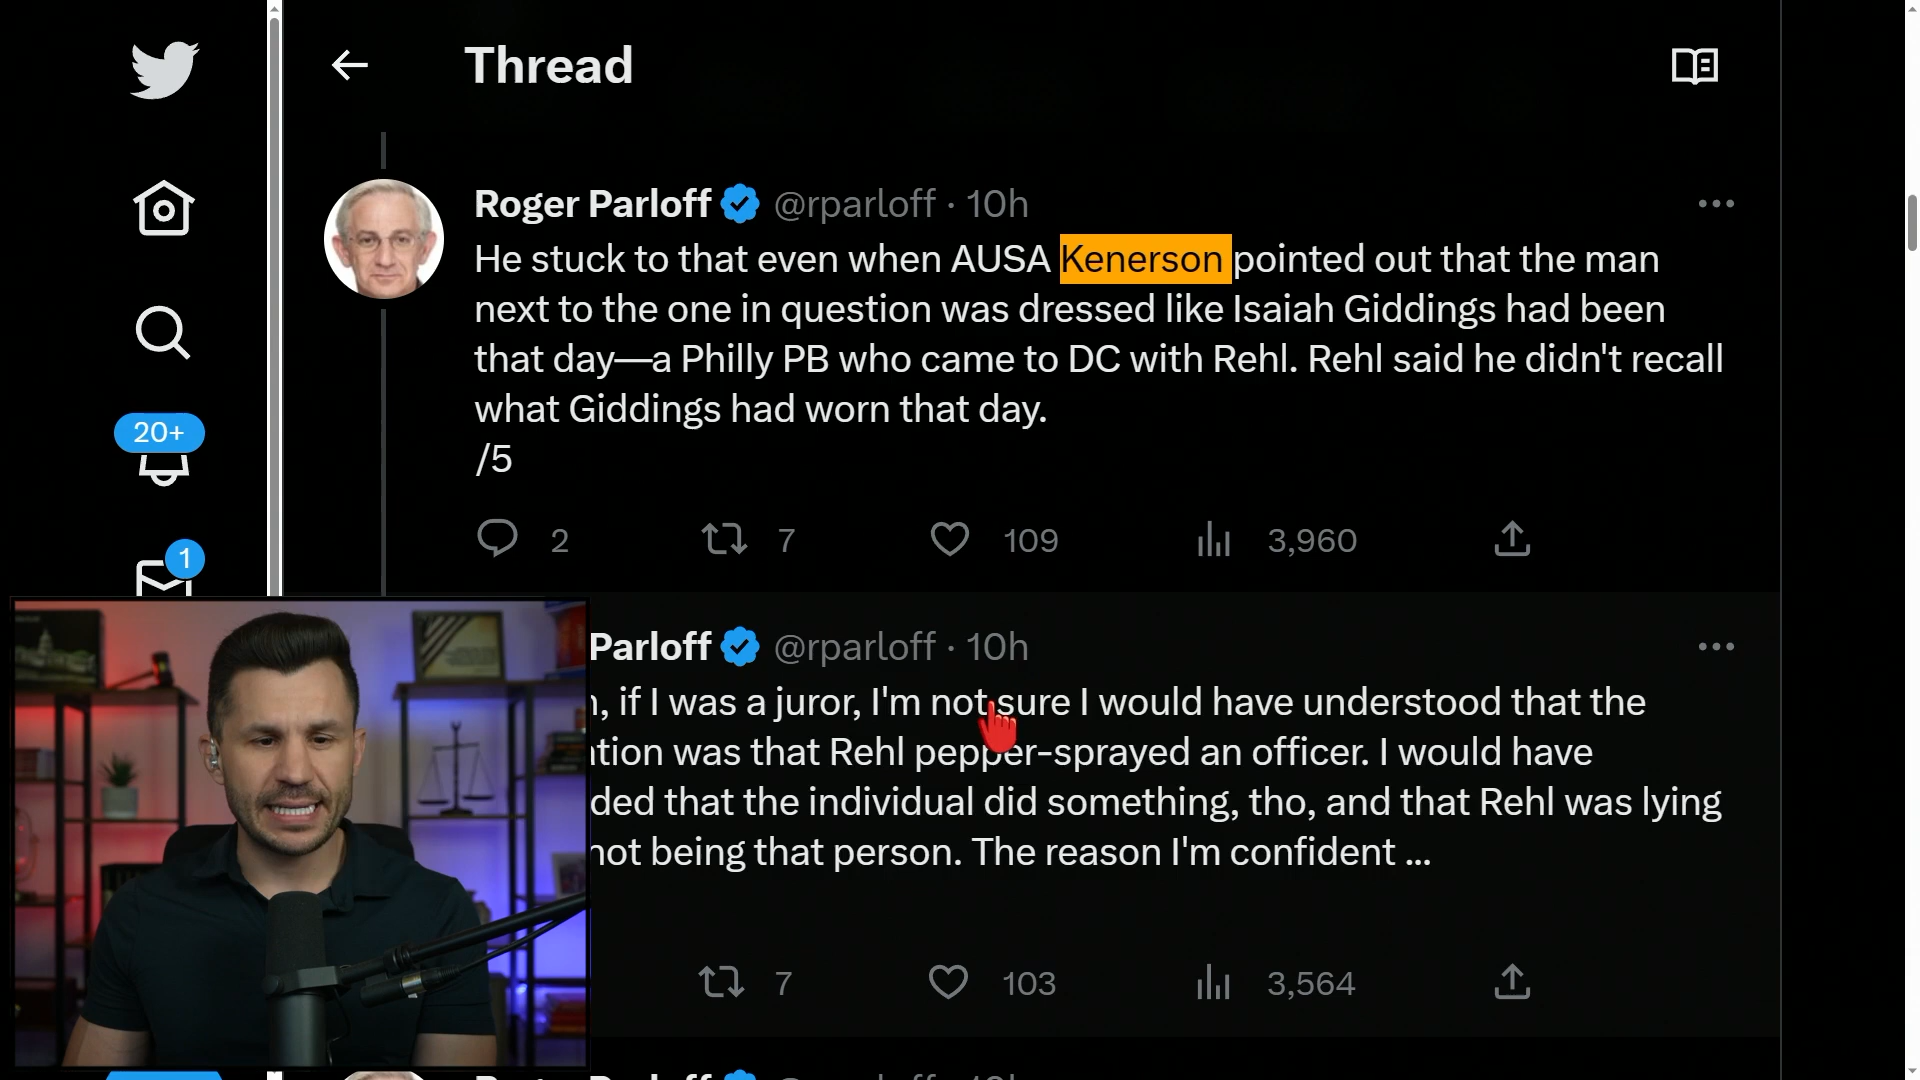 Thread
Roger Parloff @rparloff · 10h
He stuck to that even when AUSA Kenerson pointed out that the man
next to the one in question was dressed like Isaiah Giddings had been
that day—a Philly PB who came to DC with Rehl. Rehl said he didn't recall
what Giddings had worn that day.
/5
2 7 109 3,960
20+
1
Parloff @rparloff · 10h
, if I was a juror, I'm not sure I would have understood that the
tion was that Rehl pepper-sprayed an officer. I would have
ded that the individual did something, tho, and that Rehl was lying
not being that person. The reason I'm confident ...
7 103 3,564